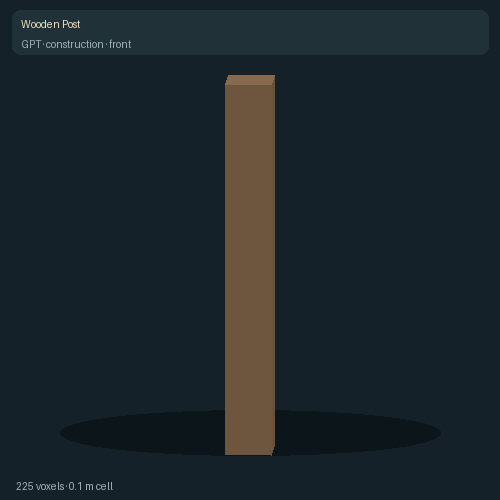 Wooden Post
GPT · construction · front
225 voxels · 0.1 m cell